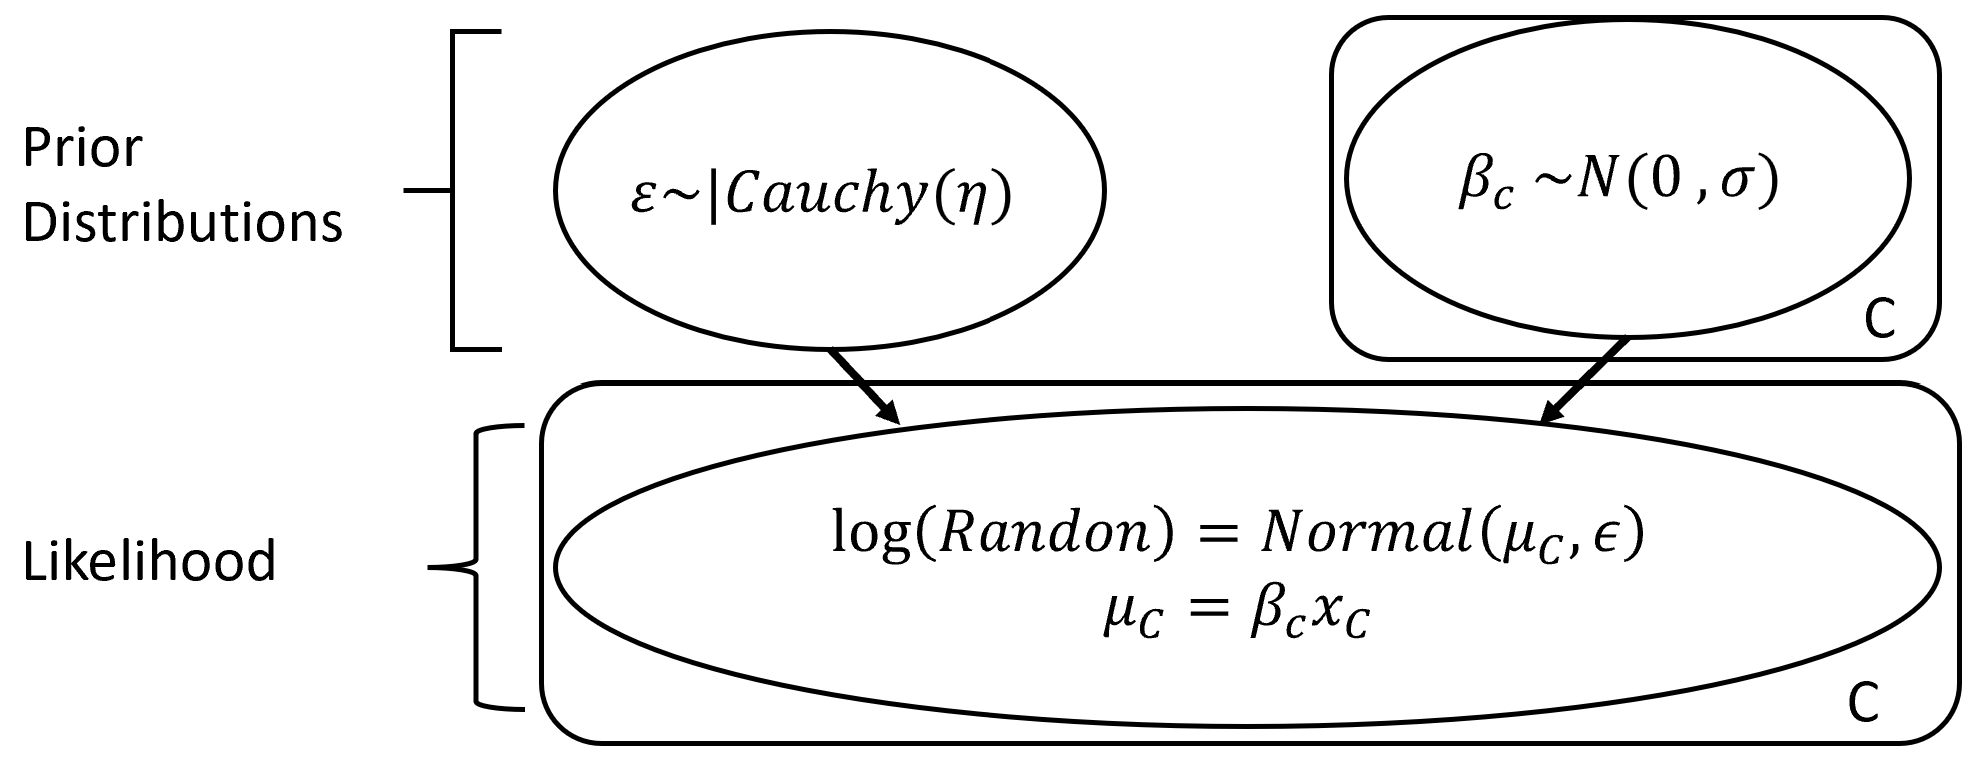 Prior
Distributions
ε~|Cauchy(η)
β_c ~N(0 , σ)
C
Likelihood
log(Randon) = Normal(μ_C, ϵ)
μ_C = β_c x_C
C